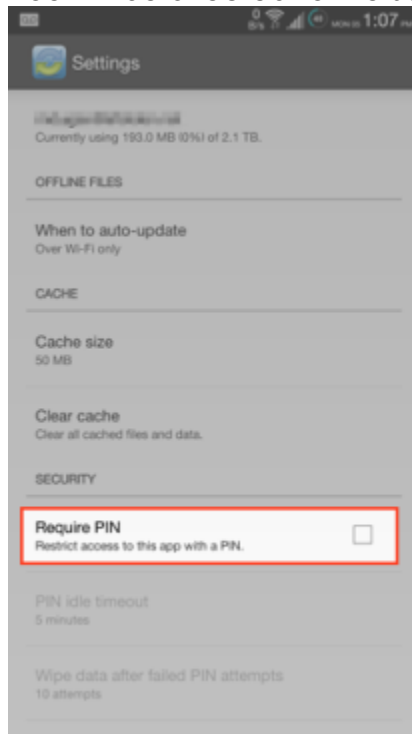 MON 05 1:07 PM
Settings
Currently using 193.0 MB (0%) of 2.1 TB.
OFFLINE FILES
When to auto-update
Over Wi-Fi only
CACHE
Cache size
50 MB
Clear cache
Clear all cached files and data.
SECURITY
Require PIN
Restrict access to this app with a PIN.
PIN idle timeout
5 minutes
Wipe data after failed PIN attempts
10 attempts